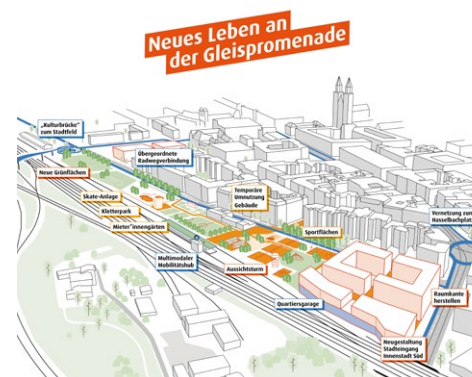 Neues Leben an
der Gleispromenade
„Kulturbrücke“
zum Stadtfeld
Übergeordnete
Radwegverbindung
Neue Grünflächen
Skate-Anlage
Temporäre
Umnutzung
Gebäude
Kletterpark
Mieter*innengärten
Sportflächen
Vernetzung zum
Hasselbachplatz
Multimodaler
Mobilitätshub
Aussichtsturm
Raumkante
herstellen
Quartiersgarage
Neugestaltung
Stadteingang
Innenstadt Süd